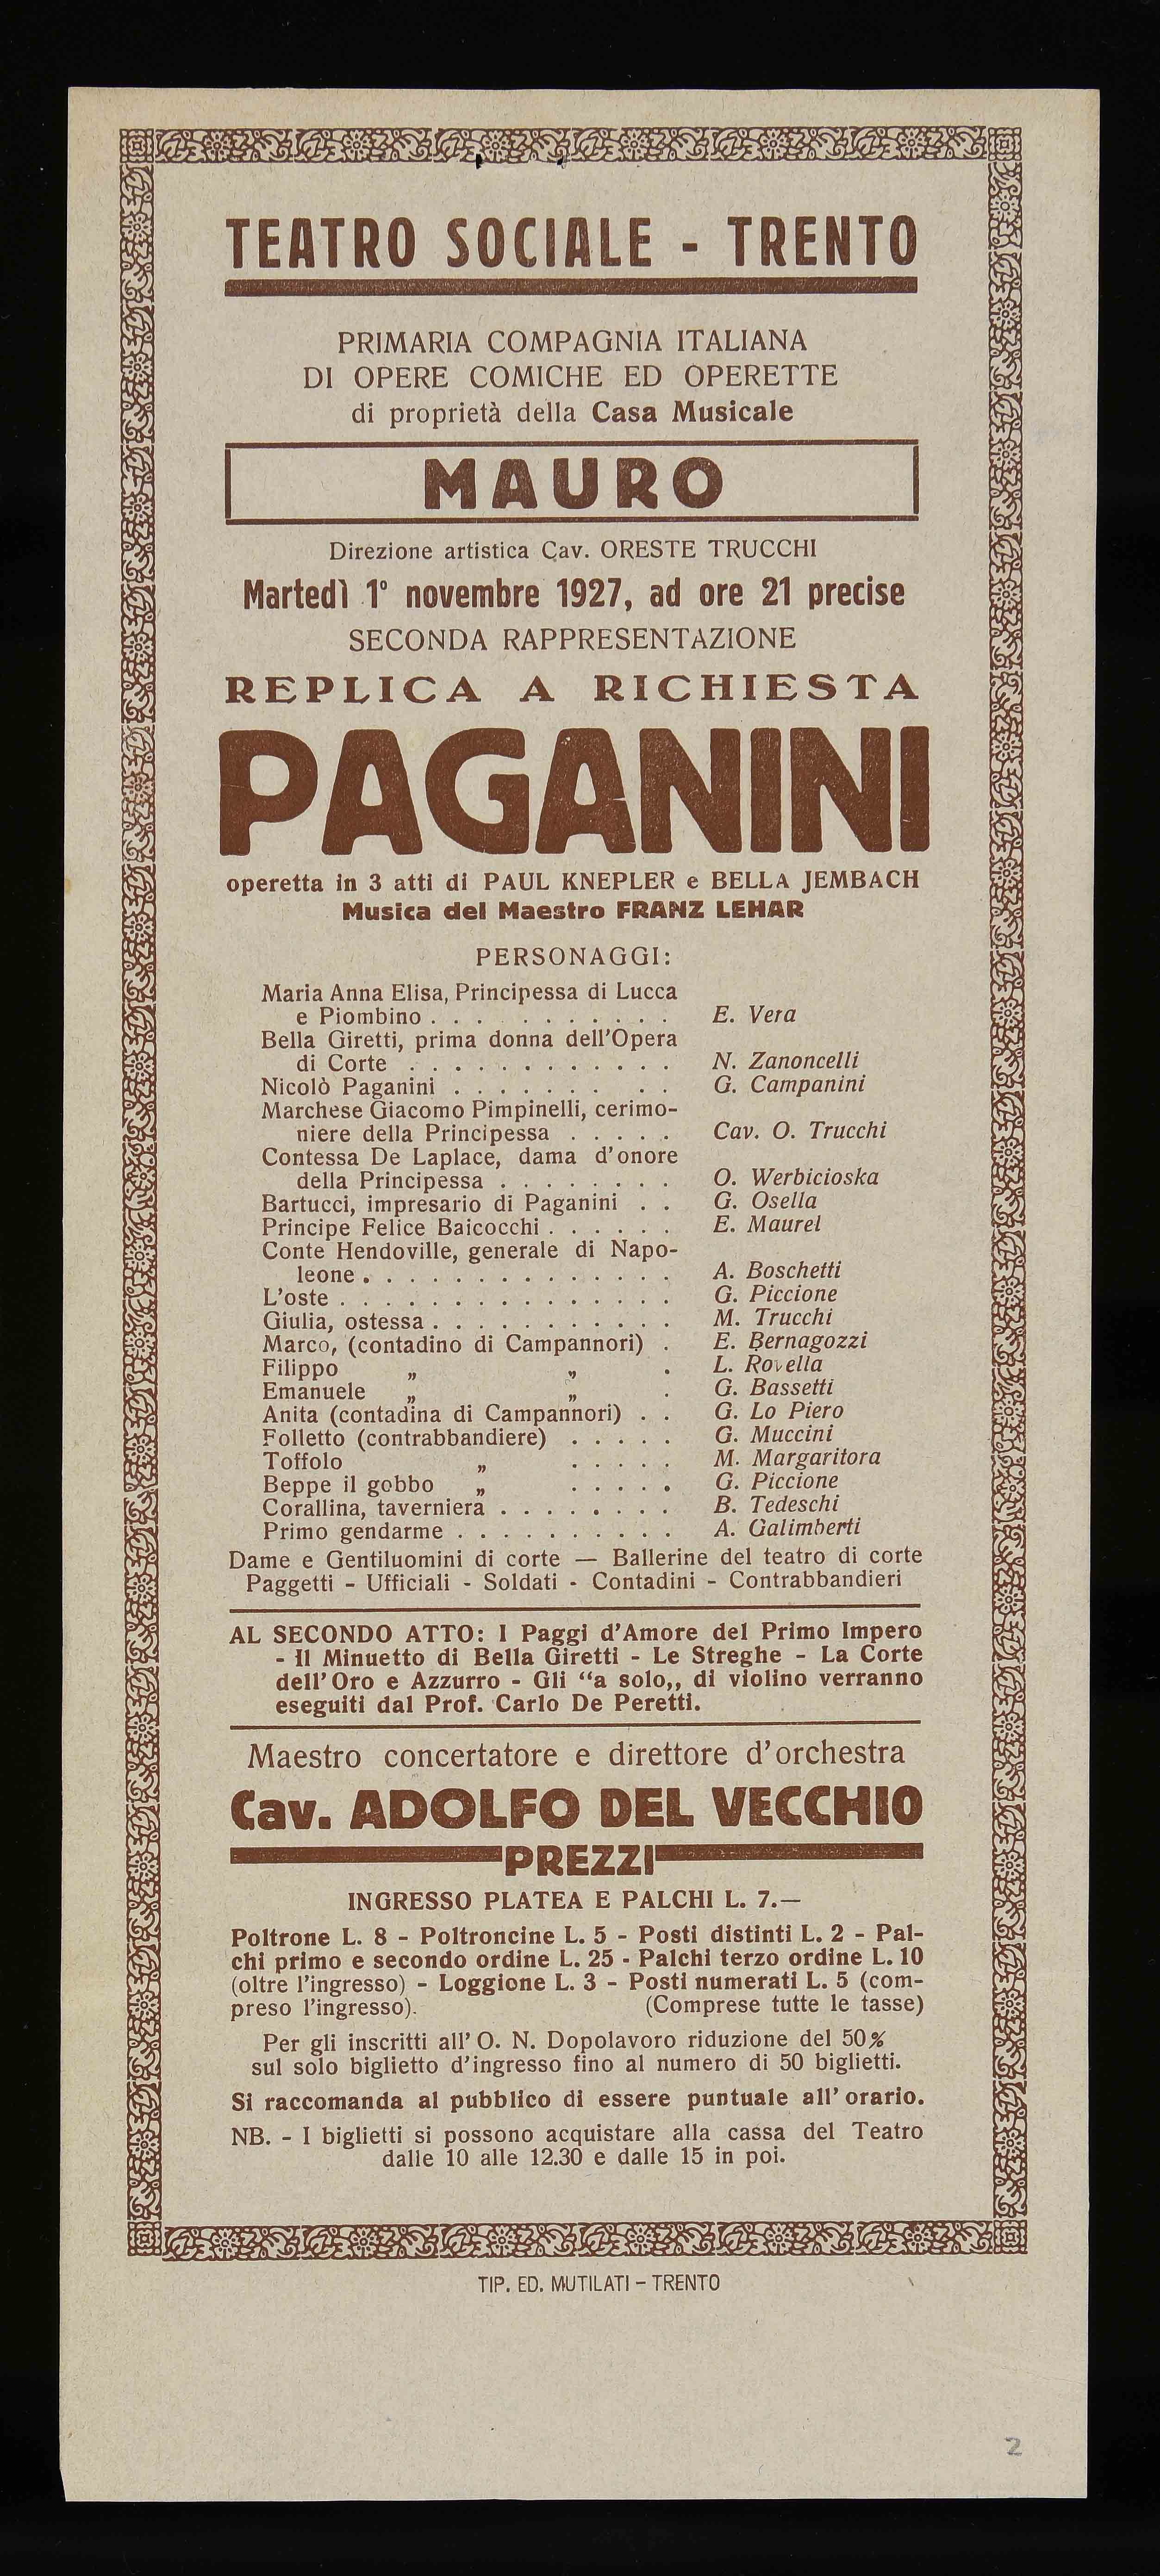 TEATRO SOCIALE - TRENTO
PRIMARIA COMPAGNIA ITALIANA
DI OPERE COMICHE ED OPERETTE
di proprietà della Casa Musicale
MAURO
Direzione artistica Cav. ORESTE TRUCCHI
Martedì 1° novembre 1927, ad ore 21 precise
SECONDA RAPPRESENTAZIONE
REPLICA A RICHIESTA
PAGANINI
operetta in 3 atti di PAUL KNEPLER e BELLA JEMBACH
Musica del Maestro FRANZ LEHAR
PERSONAGGI:
Maria Anna Elisa, Principessa di Lucca
e Piombino . . . . . . . . . . . E. Vera
Bella Giretti, prima donna dell'Opera
di Corte . . . . . . . . . . . . N. Zanoncelli
Nicolò Paganini . . . . . . . . . . G. Campanini
Marchese Giacomo Pimpinelli, cerimo-
niere della Principessa . . . . . Cav. O. Trucchi
Contessa De Laplace, dama d'onore
della Principessa . . . . . . . . O. Werbicioska
Bartucci, impresario di Paganini . . G. Osella
Principe Felice Baicocchi . . . . . . E. Maurel
Conte Hendoville, generale di Napo-
leone . . . . . . . . . . . . . . A. Boschetti
L'oste . . . . . . . . . . . . . . . G. Piccione
Giulia, ostessa . . . . . . . . . . . M. Trucchi
Marco, (contadino di Campannori) . E. Bernagozzi
Filippo „ „ . L. Rovella
Emanuele „ „ . G. Bassetti
Anita (contadina di Campannori) . . G. Lo Piero
Folletto (contrabbandiere) . . . . . G. Muccini
Toffolo „ . . . . . M. Margaritora
Beppe il gobbo „ . . . . . G. Piccione
Corallina, taverniera . . . . . . . . B. Tedeschi
Primo gendarme . . . . . . . . . . A. Galimberti
Dame e Gentiluomini di corte — Ballerine del teatro di corte
Paggetti - Ufficiali - Soldati - Contadini - Contrabbandieri
AL SECONDO ATTO: I Paggi d'Amore del Primo Impero
- Il Minuetto di Bella Giretti - Le Streghe - La Corte
dell'Oro e Azzurro - Gli “a solo„ di violino verranno
eseguiti dal Prof. Carlo De Peretti.
Maestro concertatore e direttore d'orchestra
Cav. ADOLFO DEL VECCHIO
PREZZI
INGRESSO PLATEA E PALCHI L. 7.—
Poltrone L. 8 - Poltroncine L. 5 - Posti distinti L. 2 - Pal-
chi primo e secondo ordine L. 25 - Palchi terzo ordine L. 10
(oltre l'ingresso) - Loggione L. 3 - Posti numerati L. 5 (com-
preso l'ingresso). (Comprese tutte le tasse)
Per gli inscritti all' O. N. Dopolavoro riduzione del 50%
sul solo biglietto d'ingresso fino al numero di 50 biglietti.
Si raccomanda al pubblico di essere puntuale all' orario.
NB. - I biglietti si possono acquistare alla cassa del Teatro
dalle 10 alle 12.30 e dalle 15 in poi.
TIP. ED. MUTILATI - TRENTO
2